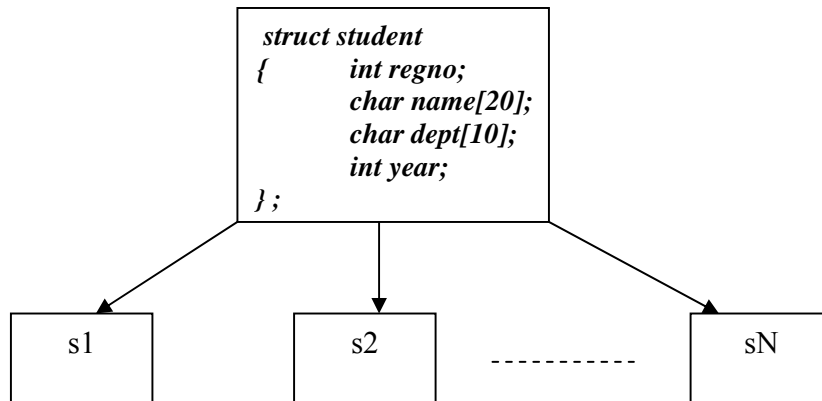 struct student
{ int regno;
char name[20];
char dept[10];
int year;
} ;
s1 s2 ------------ sN